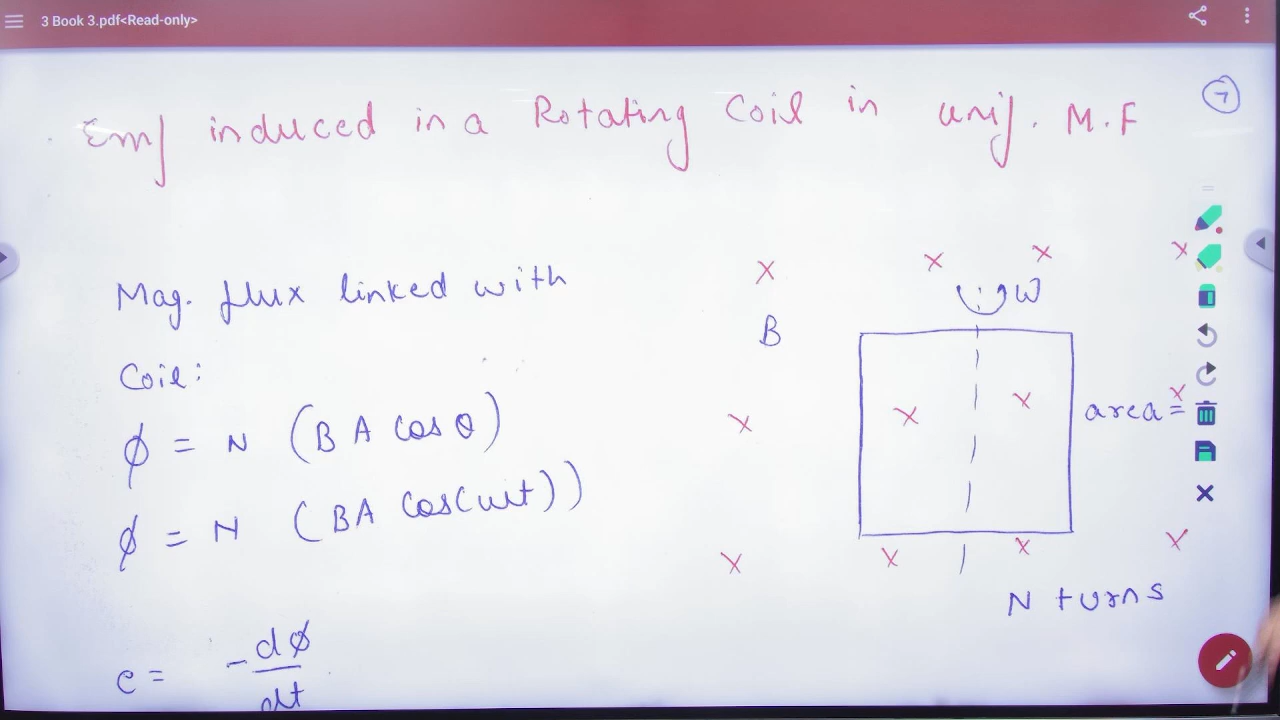 3 Book 3.pdf<Read-only>
7
Emf induced in a Rotating Coil in unif. M.F
Mag. flux linked with
Coil:
ϕ = N (B A cos θ)
ϕ = N (BA cos(ωt))
e = -dϕ/dt
x x x x
ω
B
x x x x
area =
x x x x
N turns